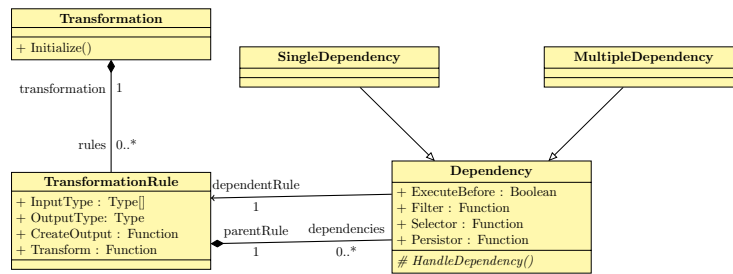 Transformation
+ Initialize()
SingleDependency
MultipleDependency
transformation 1
rules 0..*
TransformationRule
+ InputType : Type[]
+ OutputType: Type
+ CreateOutput : Function
+ Transform : Function
dependentRule
1
parentRule
1
dependencies
0..*
Dependency
+ ExecuteBefore : Boolean
+ Filter : Function
+ Selector : Function
+ Persistor : Function
# HandleDependency()